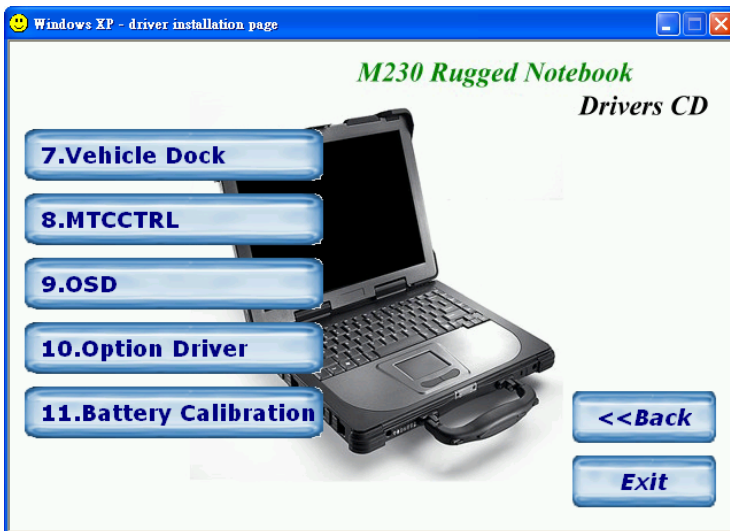 Windows XP - driver installation page
M230 Rugged Notebook
Drivers CD
7.Vehicle Dock
8.MTCCTRL
9.OSD
10.Option Driver
11.Battery Calibration
<<Back
Exit